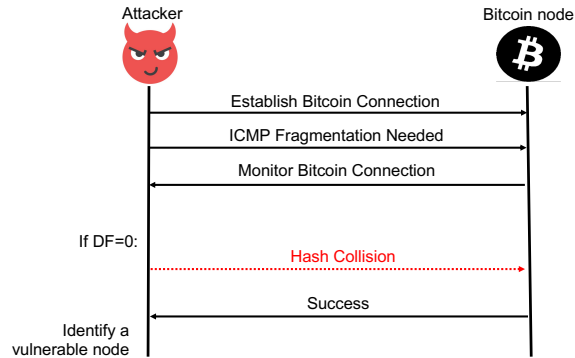 Attacker
Bitcoin node
Establish Bitcoin Connection
ICMP Fragmentation Needed
Monitor Bitcoin Connection
If DF=0:
Hash Collision
Success
Identify a
vulnerable node